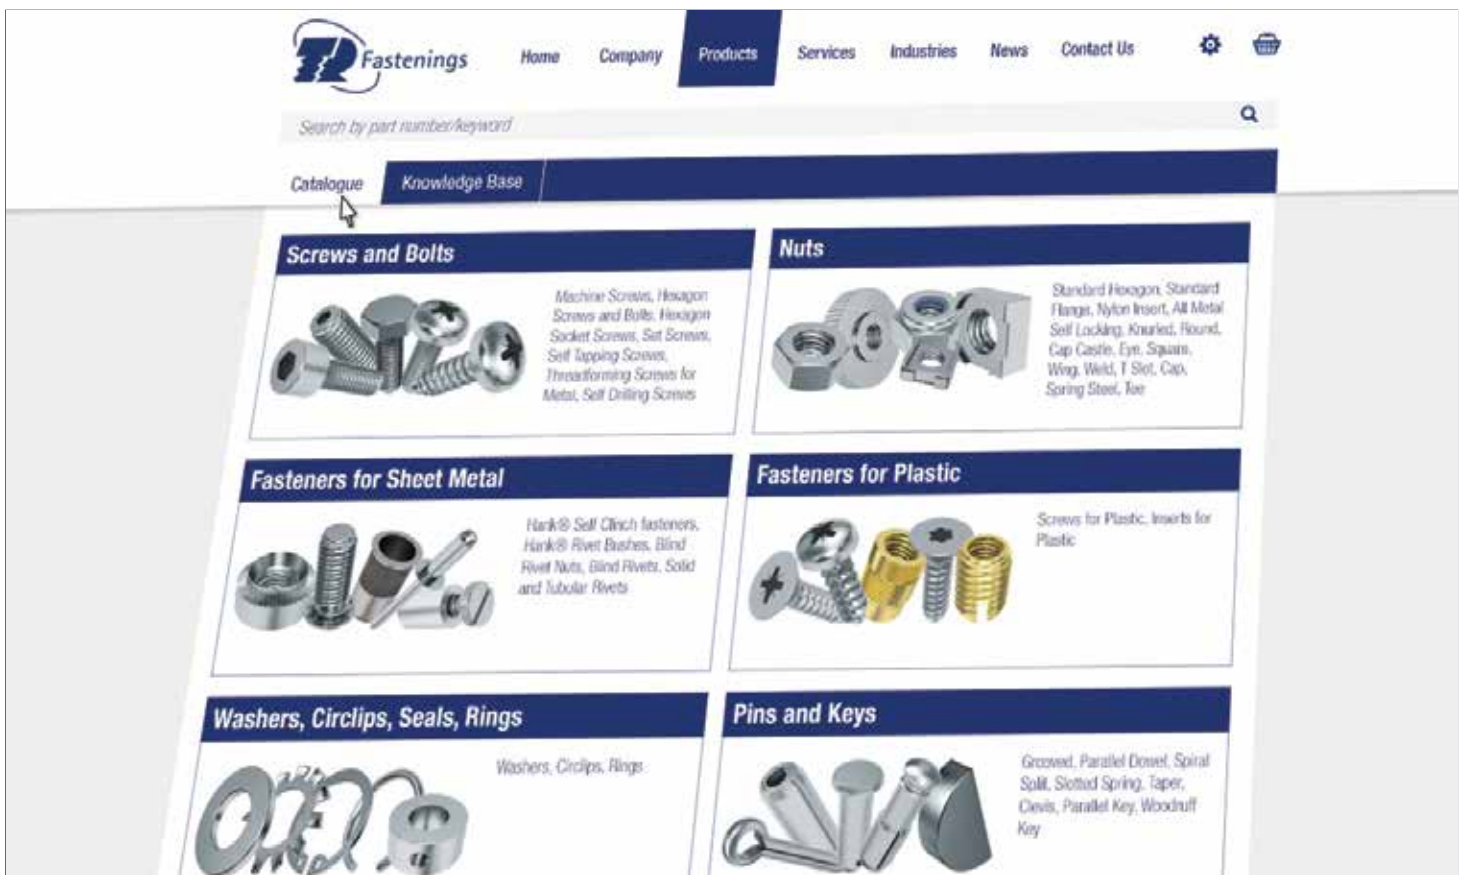 TR Fastenings
Home Company Products Services Industries News Contact Us
Search by part number/keyword
Catalogue Knowledge Base
Screws and Bolts
Machine Screws, Hexagon
Screws and Bolts, Hexagon
Socket Screws, Set Screws,
Self Tapping Screws,
Threadforming Screws for
Metal, Self Drilling Screws
Nuts
Standard Hexagon, Standard
Flange, Nylon Insert, All Metal
Self Locking, Knurled, Round,
Cap Castle, Eye, Square,
Wing, Weld, T Slot, Cap,
Spring Steel, Tee
Fasteners for Sheet Metal
Hank® Self Clinch fasteners,
Hank® Rivet Bushes, Blind
Rivet Nuts, Blind Rivets, Solid
and Tubular Rivets
Fasteners for Plastic
Screws for Plastic, Inserts for
Plastic
Washers, Circlips, Seals, Rings
Washers, Circlips, Rings
Pins and Keys
Grooved, Parallel Dowel, Spiral
Split, Slotted Spring, Taper,
Clevis, Parallel Key, Woodruff
Key